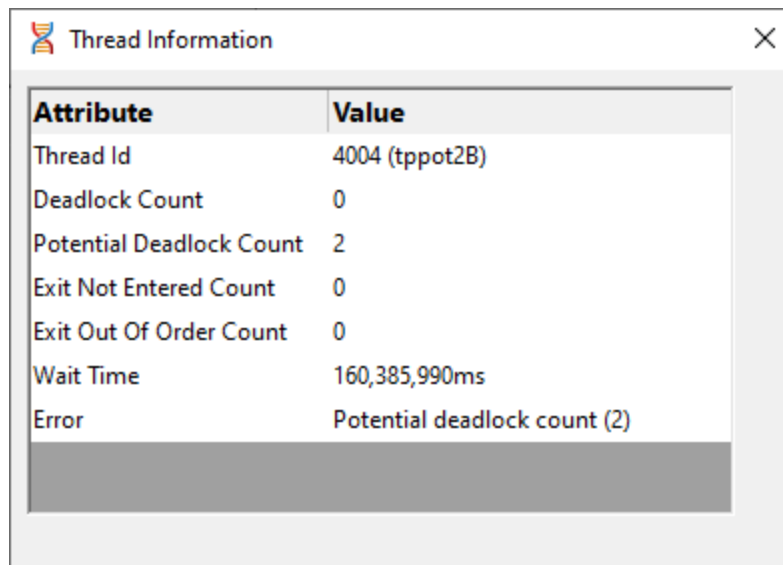 Thread Information
Attribute Value
Thread Id 4004 (tppot2B)
Deadlock Count 0
Potential Deadlock Count 2
Exit Not Entered Count 0
Exit Out Of Order Count 0
Wait Time 160,385,990ms
Error Potential deadlock count (2)